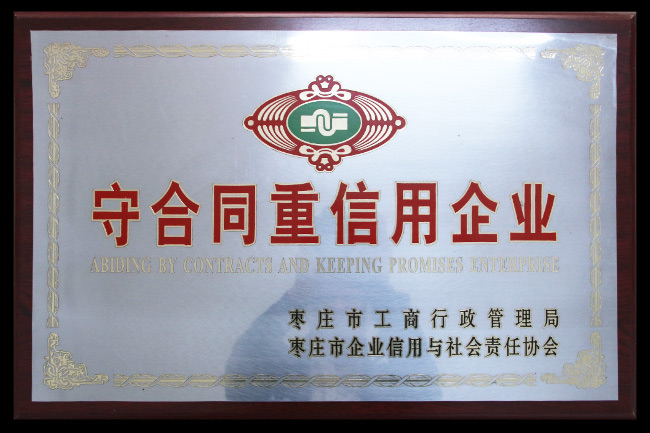 守合同重信用企业
ABIDING BY CONTRACTS AND KEEPING PROMISES ENTERPRISE
枣庄市工商行政管理局
枣庄市企业信用与社会责任协会